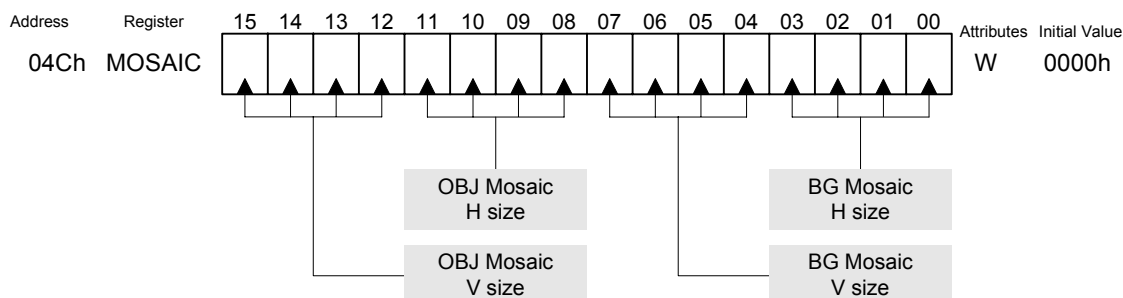 Address Register 15 14 13 12 11 10 09 08 07 06 05 04 03 02 01 00 Attributes Initial Value
04Ch MOSAIC W 0000h
OBJ Mosaic
H size
BG Mosaic
H size
OBJ Mosaic
V size
BG Mosaic
V size